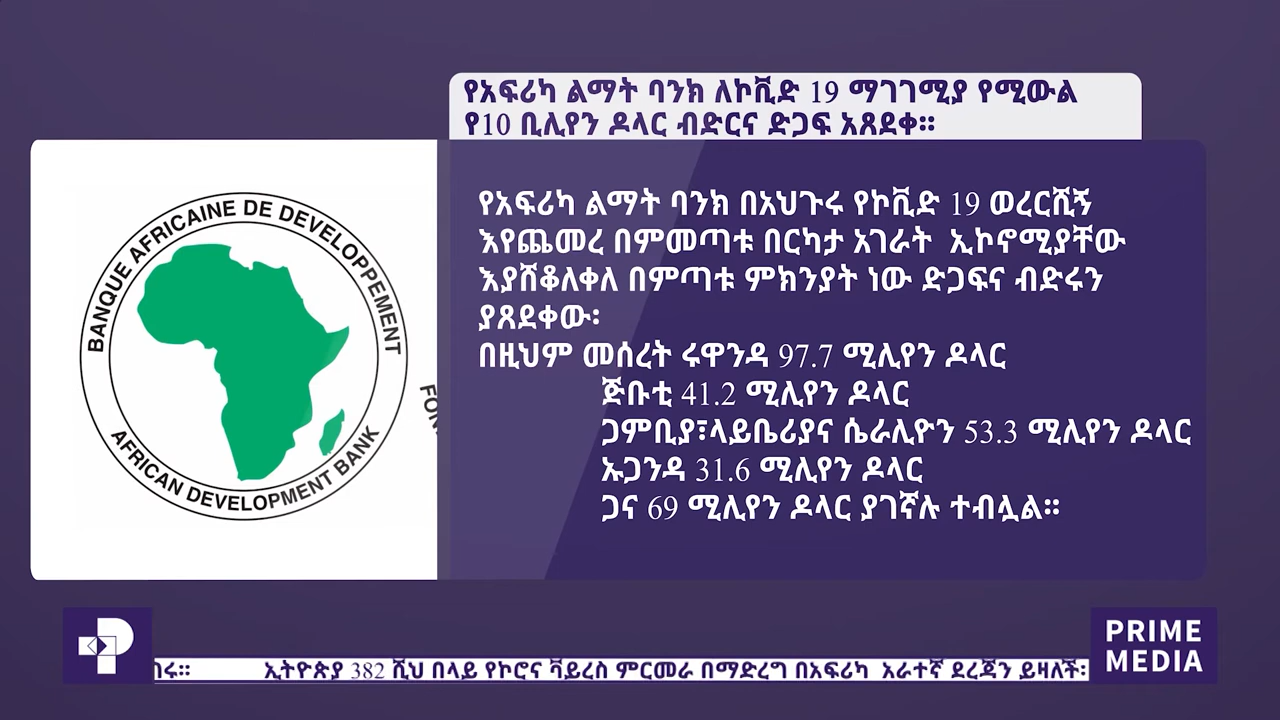 የአፍሪካ ልማት ባንክ ለኮቪድ 19 ማገገሚያ የሚውል
የ10 ቢሊየን ዶላር ብድርና ድጋፍ አጸደቀ።
BANQUE AFRICAINE DE DEVELOPPEMENT
AFRICAN DEVELOPMENT BANK
የአፍሪካ ልማት ባንክ በአህጉሩ የኮቪድ 19 ወረርሺኝ
እየጨመረ በምመጣቱ በርካታ አገራት ኢኮኖሚያቸው
እያሽቆለቀለ በምጣቱ ምክንያት ነው ድጋፍና ብድሩን
ያጸደቀው፡
በዚህም መሰረት ሩዋንዳ 97.7 ሚሊየን ዶላር
ጅቡቲ 41.2 ሚሊየን ዶላር
ጋምቢያ፣ላይቤሪያና ሴራሊዮን 53.3 ሚሊየን ዶላር
ኡጋንዳ 31.6 ሚሊየን ዶላር
ጋና 69 ሚሊየን ዶላር ያገኛሉ ተብሏል።
ኢትዮጵያ 382 ሺህ በላይ የኮሮና ቫይረስ ምርመራ በማድረግ በአፍሪካ አራተኛ ደረጃን ይዛለች፡
PRIME
MEDIA